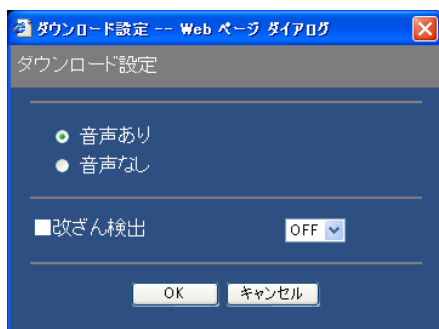 ダウンロード設定 -- Web ページ ダイアログ
ダウンロード設定
音声あり
音声なし
■改ざん検出 OFF
OK キャンセル